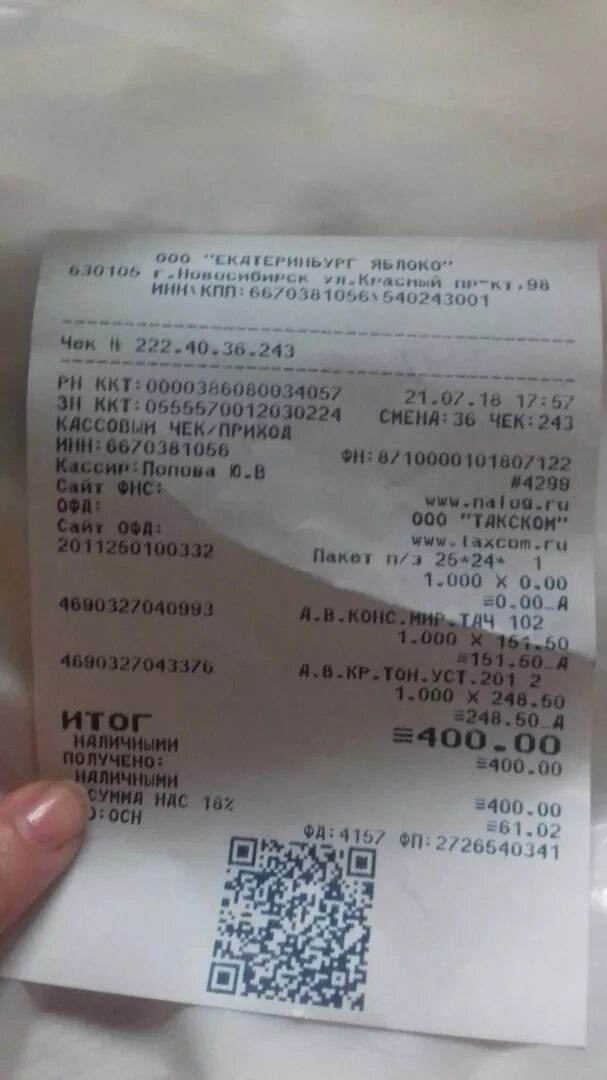 ООО "ЕКАТЕРИНБУРГ ЯБЛОКО"
630105 г.Новосибирск ул.Красный пр-кт,98
ИНН\КПП:6670381056\540243001
Чек № 222.40.36.243
РН ККТ:0000386080034057 21.07.18 17:57
ЗН ККТ:0555570012030224 СМЕНА:36 ЧЕК:243
КАССОВЫЙ ЧЕК/ПРИХОД
ИНН:6670381056 ФН:8710000101807122
Кассир:Попова Ю.В #4299
Сайт ФНС: www.nalog.ru
ОФД: ООО "ТАКСКОМ"
Сайт ОФД: www.taxcom.ru
2011250100332 Пакет п/э 25*24* 1
1.000 X 0.00
≡0.00_А
4690327040993 А.В.КОНС.МИР.ТАЧ 102
1.000 X 151.50
≡151.50_А
4690327043376 А.В.КР.ТОН.УСТ.201 2
1.000 X 248.50
≡248.50_А
ИТОГ ≡400.00
НАЛИЧНЫМИ ≡400.00
ПОЛУЧЕНО:
НАЛИЧНЫМИ ≡400.00
СУММА НДС 18% ≡61.02
:ОСН
ФД:4157 ФП:2726540341